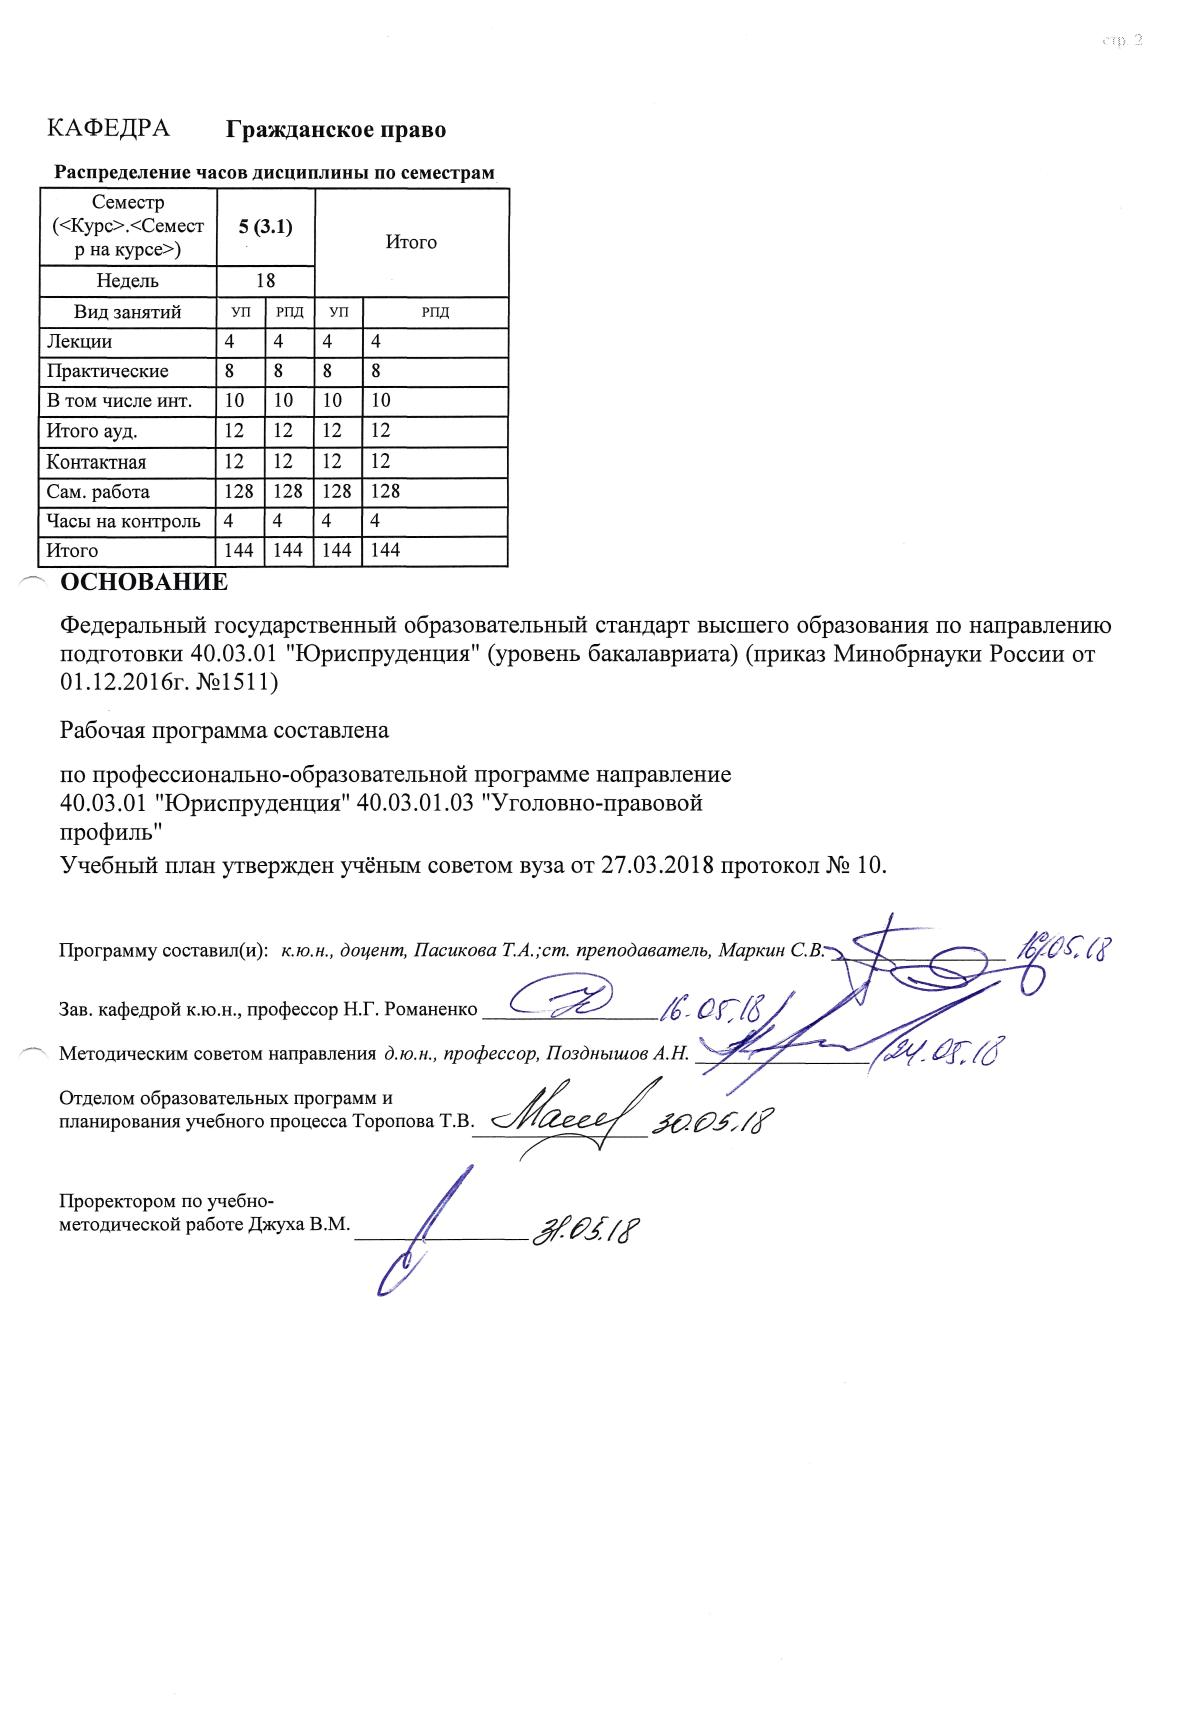 стр. 2
КАФЕДРА Гражданское право
Распределение часов дисциплины по семестрам
Семестр (<Курс>.<Семестр на курсе>) 5 (3.1) Итого
Недель 18
Вид занятий УП РПД УП РПД
Лекции 4 4 4 4
Практические 8 8 8 8
В том числе инт. 10 10 10 10
Итого ауд. 12 12 12 12
Контактная 12 12 12 12
Сам. работа 128 128 128 128
Часы на контроль 4 4 4 4
Итого 144 144 144 144
ОСНОВАНИЕ
Федеральный государственный образовательный стандарт высшего образования по направлению
подготовки 40.03.01 "Юриспруденция" (уровень бакалавриата) (приказ Минобрнауки России от
01.12.2016г. №1511)
Рабочая программа составлена
по профессионально-образовательной программе направление
40.03.01 "Юриспруденция" 40.03.01.03 "Уголовно-правовой
профиль"
Учебный план утвержден учёным советом вуза от 27.03.2018 протокол № 10.
Программу составил(и): к.ю.н., доцент, Пасикова Т.А.;ст. преподаватель, Маркин С.В. 16.05.18
Зав. кафедрой к.ю.н., профессор Н.Г. Романенко 16.05.18
Методическим советом направления д.ю.н., профессор, Позднышов А.Н. 24.05.18
Отделом образовательных программ и
планирования учебного процесса Торопова Т.В. 30.05.18
Проректором по учебно-
методической работе Джуха В.М. 31.05.18